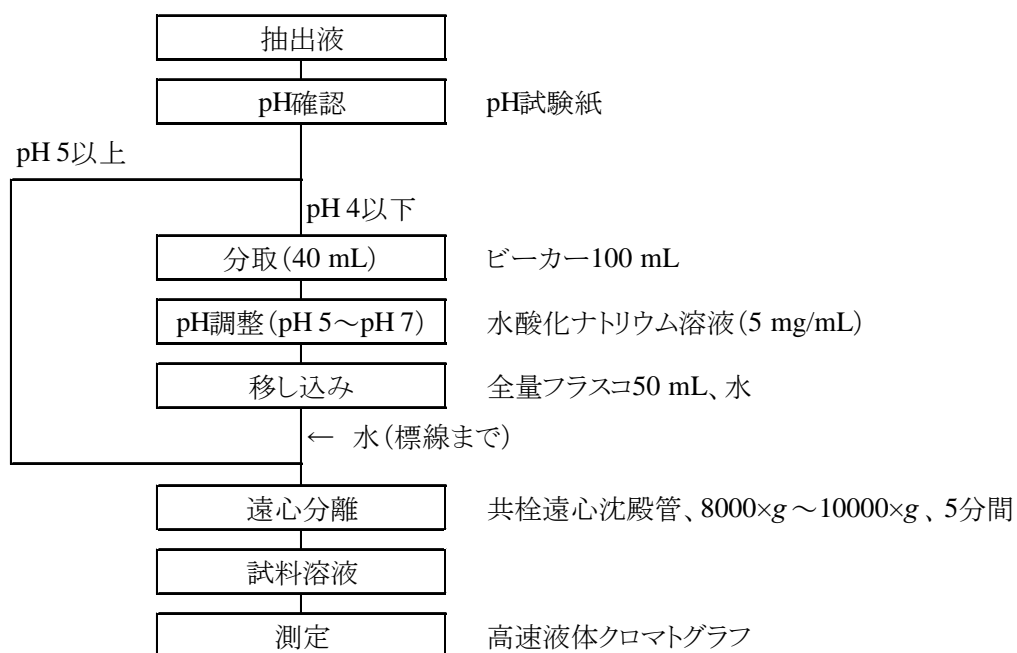 抽出液
pH確認 pH試験紙
pH 5以上
pH 4以下
分取(40 mL) ビーカー100 mL
pH調整(pH 5~pH 7) 水酸化ナトリウム溶液(5 mg/mL)
移し込み 全量フラスコ50 mL、水
← 水(標線まで)
遠心分離 共栓遠心沈殿管、8000×g~10000×g、5分間
試料溶液
測定 高速液体クロマトグラフ